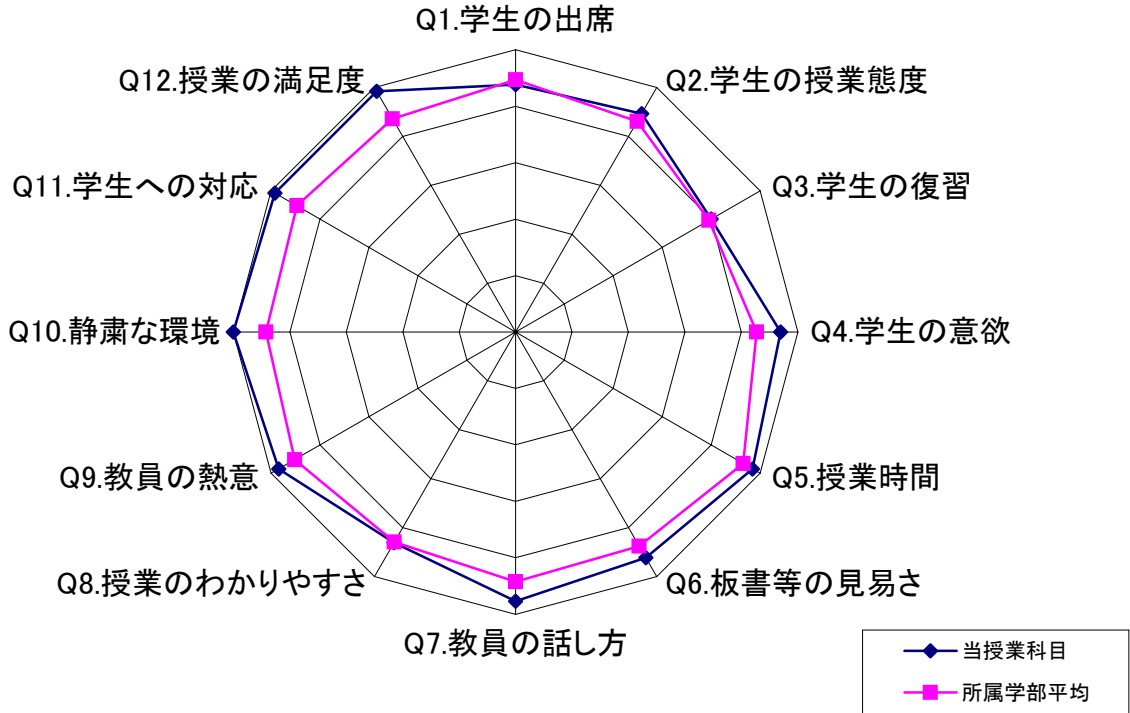 Q1.学生の出席
Q2.学生の授業態度
Q3.学生の復習
Q4.学生の意欲
Q5.授業時間
Q6.板書等の見易さ
Q7.教員の話し方
Q8.授業のわかりやすさ
Q9.教員の熱意
Q10.静粛な環境
Q11.学生への対応
Q12.授業の満足度
当授業科目
所属学部平均